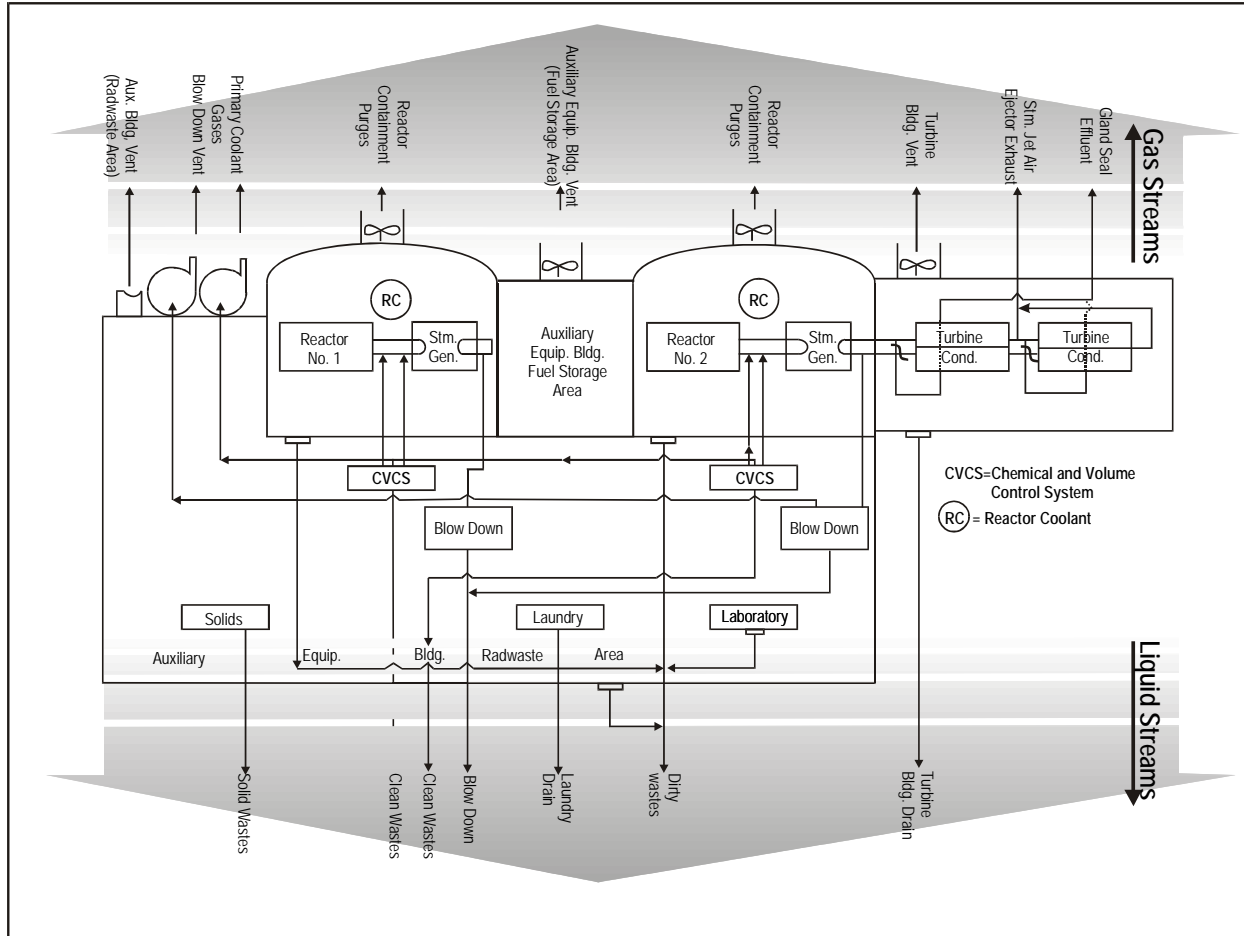 Aux. Bldg, Vent
(Radwaste Area)
Blow Down Vent
Primary Coolant
Gases
Reactor
Containment
Purges
Auxiliary Equip. Bldg. Vent
(Fuel Storage Area)
Reactor
Containment
Purges
Turbine
Bldg. Vent
Stm. Jet Air
Ejector Exhaust
Gland Seal
Effluent
Gas Streams
RC
Reactor
No. 1
Stm.
Gen.
Auxiliary
Equip. Bldg.
Fuel Storage
Area
RC
Reactor
No. 2
Stm.
Gen.
Turbine
Cond.
Turbine
Cond.
CVCS
CVCS
CVCS=Chemical and Volume
Control System
RC = Reactor Coolant
Blow Down
Blow Down
Solids
Laundry
Laboratory
Auxiliary Equip. Bldg. Radwaste Area
Liquid Streams
Solid Wastes
Clean Wastes
Clean Wastes
Blow Down
Laundry
Drain
Dirty
wastes
Turbine
Bldg. Drain